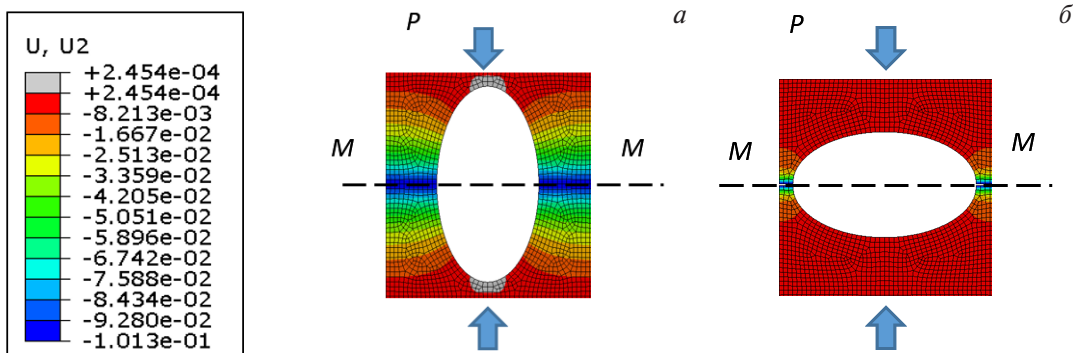 U, U2
+2.454e-04
+2.454e-04
-8.213e-03
-1.667e-02
-2.513e-02
-3.359e-02
-4.205e-02
-5.051e-02
-5.896e-02
-6.742e-02
-7.588e-02
-8.434e-02
-9.280e-02
-1.013e-01
P
а
M
M
P
б
M
M